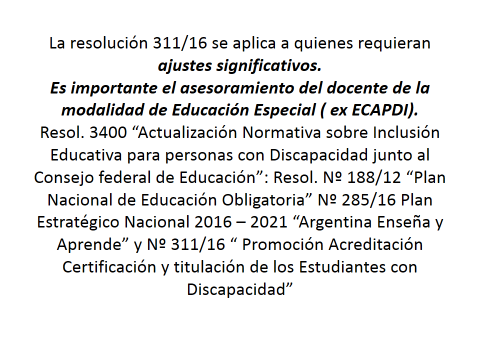 La resolución 311/16 se aplica a quienes requieran
ajustes significativos.
Es importante el asesoramiento del docente de la
modalidad de Educación Especial ( ex ECAPDI).
Resol. 3400 “Actualización Normativa sobre Inclusión
Educativa para personas con Discapacidad junto al
Consejo federal de Educación”: Resol. Nº 188/12 “Plan
Nacional de Educación Obligatoria” Nº 285/16 Plan
Estratégico Nacional 2016 – 2021 “Argentina Enseña y
Aprende” y Nº 311/16 “ Promoción Acreditación
Certificación y titulación de los Estudiantes con
Discapacidad”